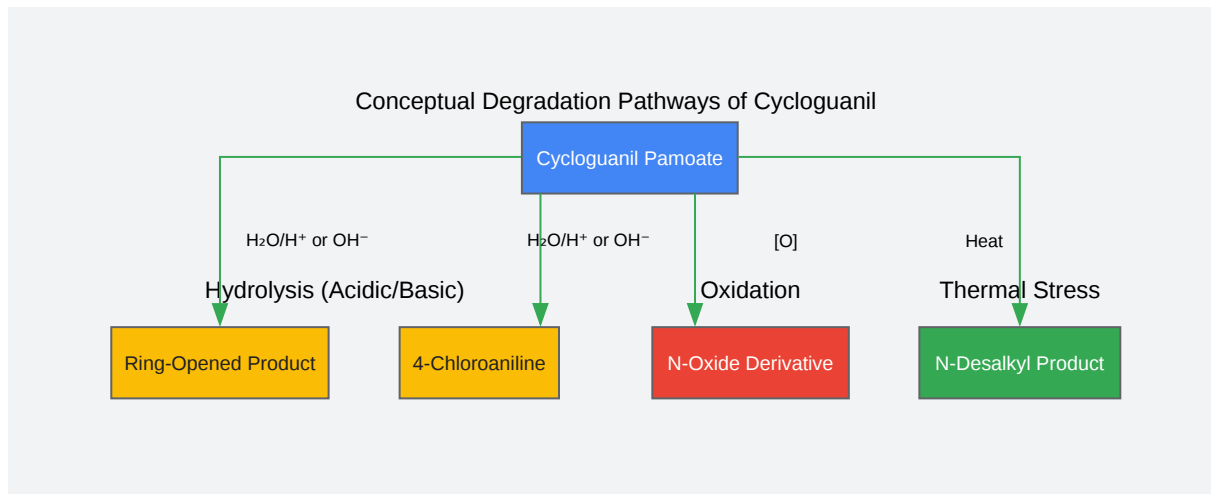 Conceptual Degradation Pathways of Cycloguanil
Cycloguanil Pamoate
H₂O/H⁺ or OH⁻
H₂O/H⁺ or OH⁻
[O]
Heat
Hydrolysis (Acidic/Basic)
Oxidation
Thermal Stress
Ring-Opened Product
4-Chloroaniline
N-Oxide Derivative
N-Desalkyl Product